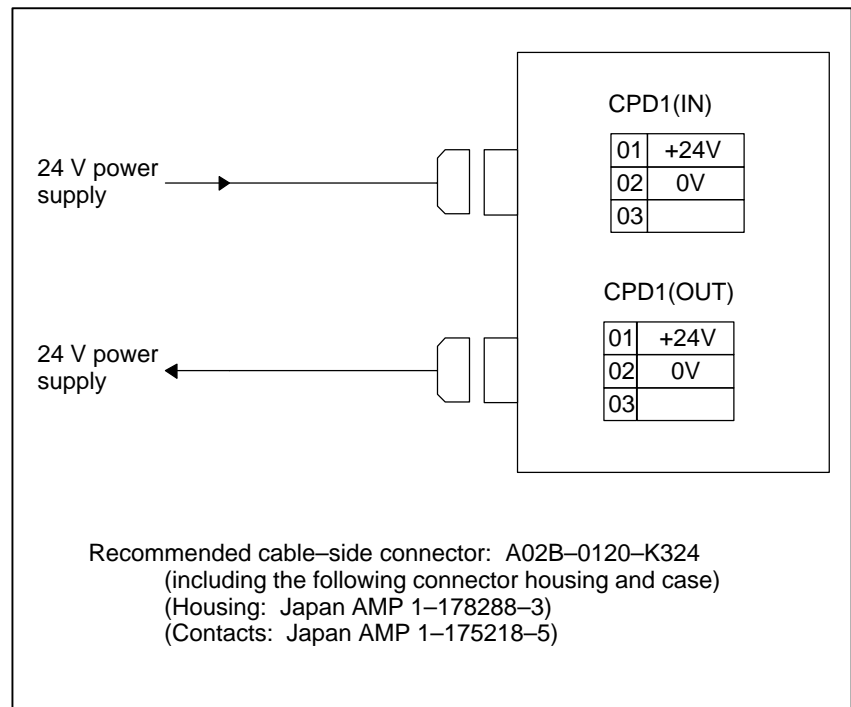 CPD1(IN)
01 +24V
02 0V
03
24 V power
supply
CPD1(OUT)
01 +24V
02 0V
03
24 V power
supply
Recommended cable–side connector: A02B–0120–K324
(including the following connector housing and case)
(Housing: Japan AMP 1–178288–3)
(Contacts: Japan AMP 1–175218–5)